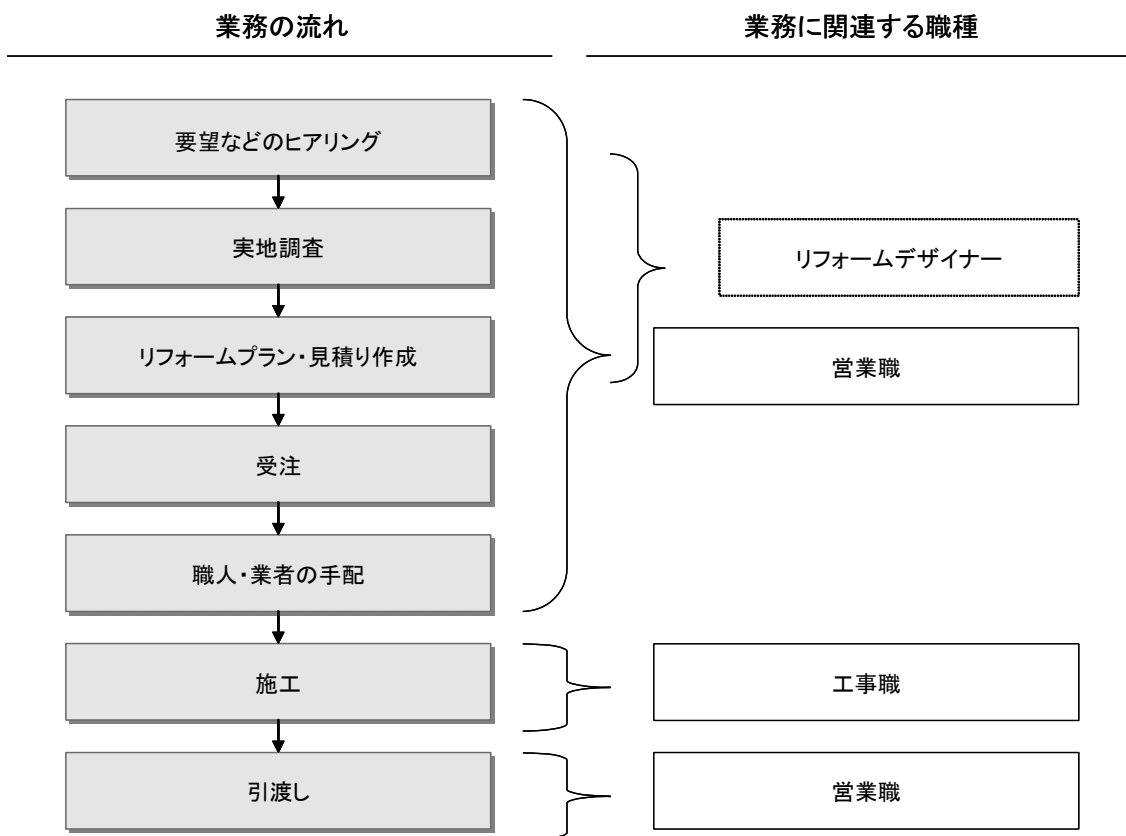 業務の流れ
業務に関連する職種
要望などのヒアリング
実地調査
リフォームデザイナー
リフォームプラン・見積り作成
営業職
受注
職人・業者の手配
施工
工事職
引渡し
営業職